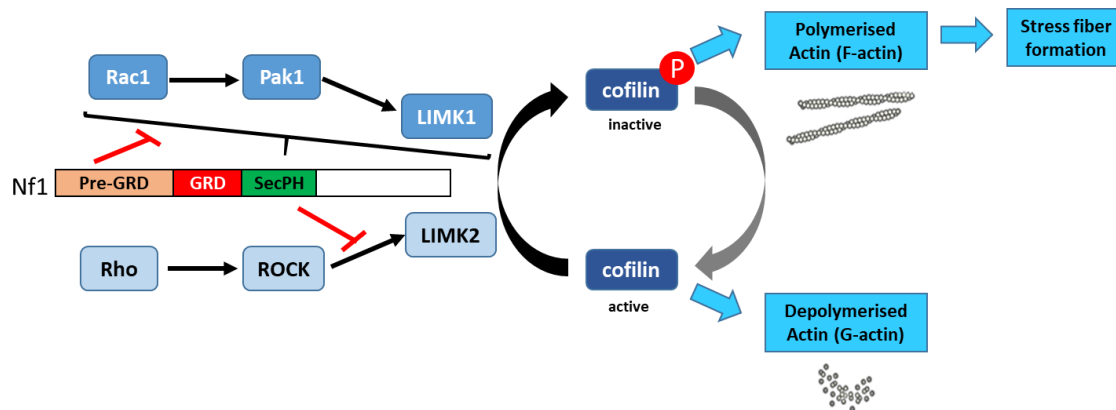 Rac1
Pak1
LIMK1
Nf1
Pre-GRD
GRD
SecPH
Rho
ROCK
LIMK2
cofilin
P
inactive
cofilin
active
Polymerised
Actin (F-actin)
Stress fiber
formation
Depolymerised
Actin (G-actin)